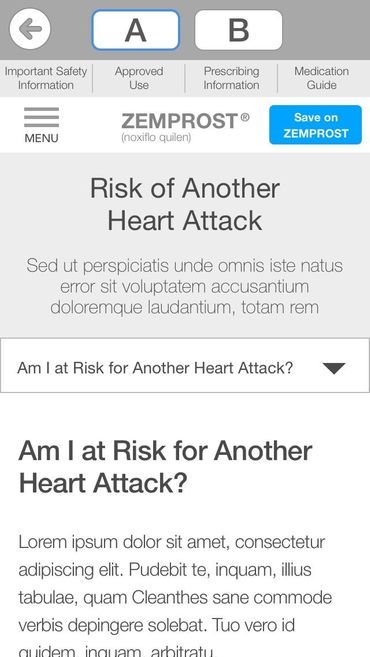 A B
Important Safety Information
Approved Use
Prescribing Information
Medication Guide
MENU
ZEMPROST®
(noxiflo quilen)
Save on
ZEMPROST
Risk of Another
Heart Attack
Sed ut perspiciatis unde omnis iste natus
error sit voluptatem accusantium
doloremque laudantium, totam rem
Am I at Risk for Another Heart Attack?
Am I at Risk for Another
Heart Attack?
Lorem ipsum dolor sit amet, consectetur
adipiscing elit. Pudebit te, inquam, illius
tabulae, quam Cleanthes sane commode
verbis depingere solebat. Tuo vero id
quidem, inquam, arbitratu